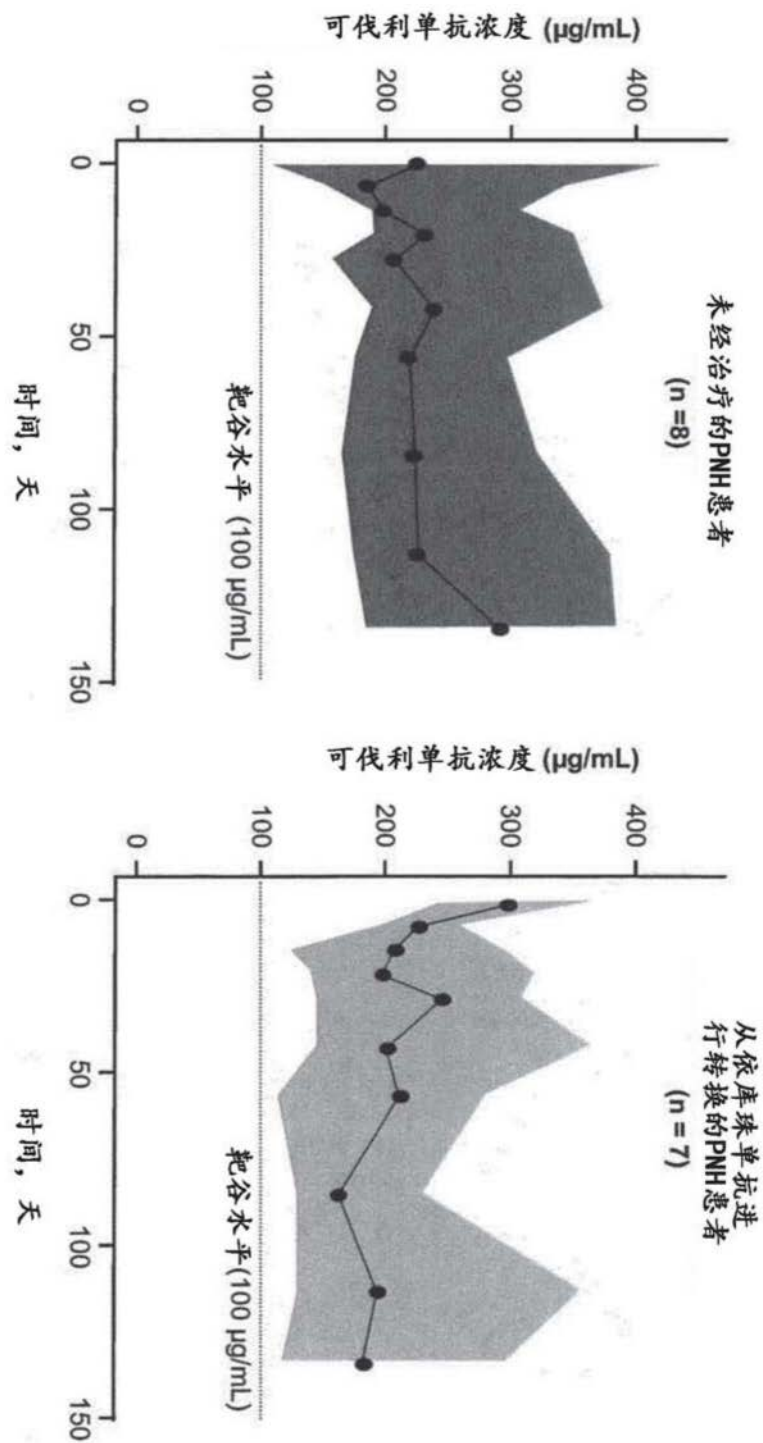 未经治疗的PNH患者
(n =8)
可伐利单抗浓度 (µg/mL)
400
300
200
100
0
靶谷水平 (100 µg/mL)
0
50
100
150
时间, 天
从依库珠单抗进
行转换的PNH患者
(n = 7)
可伐利单抗浓度 (µg/mL)
400
300
200
100
0
靶谷水平(100 µg/mL)
0
50
100
150
时间, 天